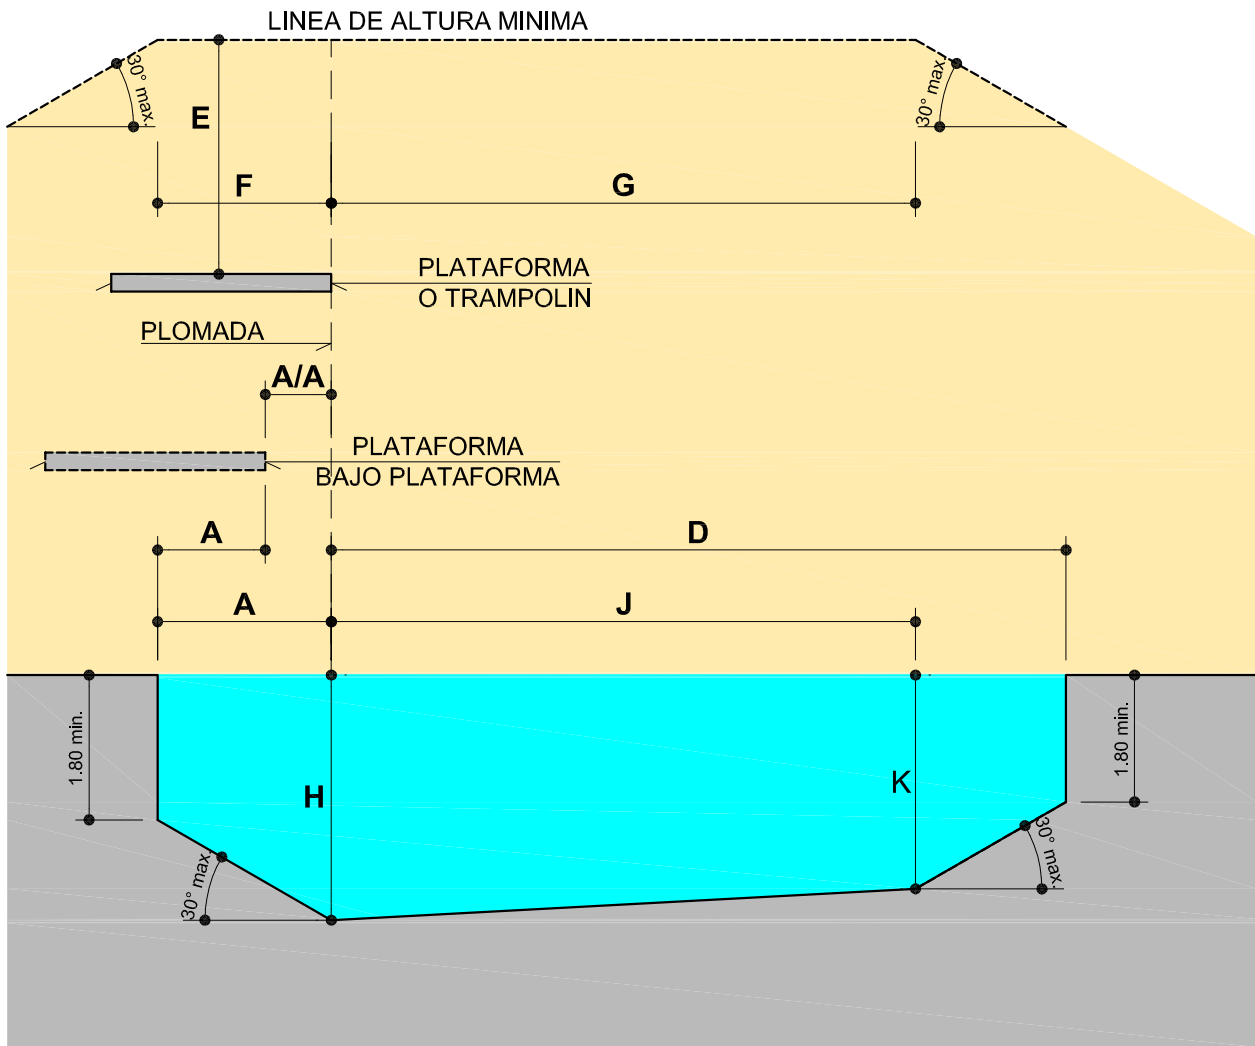 LINEA DE ALTURA MINIMA
30° max.
30° max.
E
F
G
PLATAFORMA
O TRAMPOLIN
PLOMADA
A/A
PLATAFORMA
BAJO PLATAFORMA
A
D
A
J
1.80 min.
1.80 min.
H
K
30° max.
30° max.